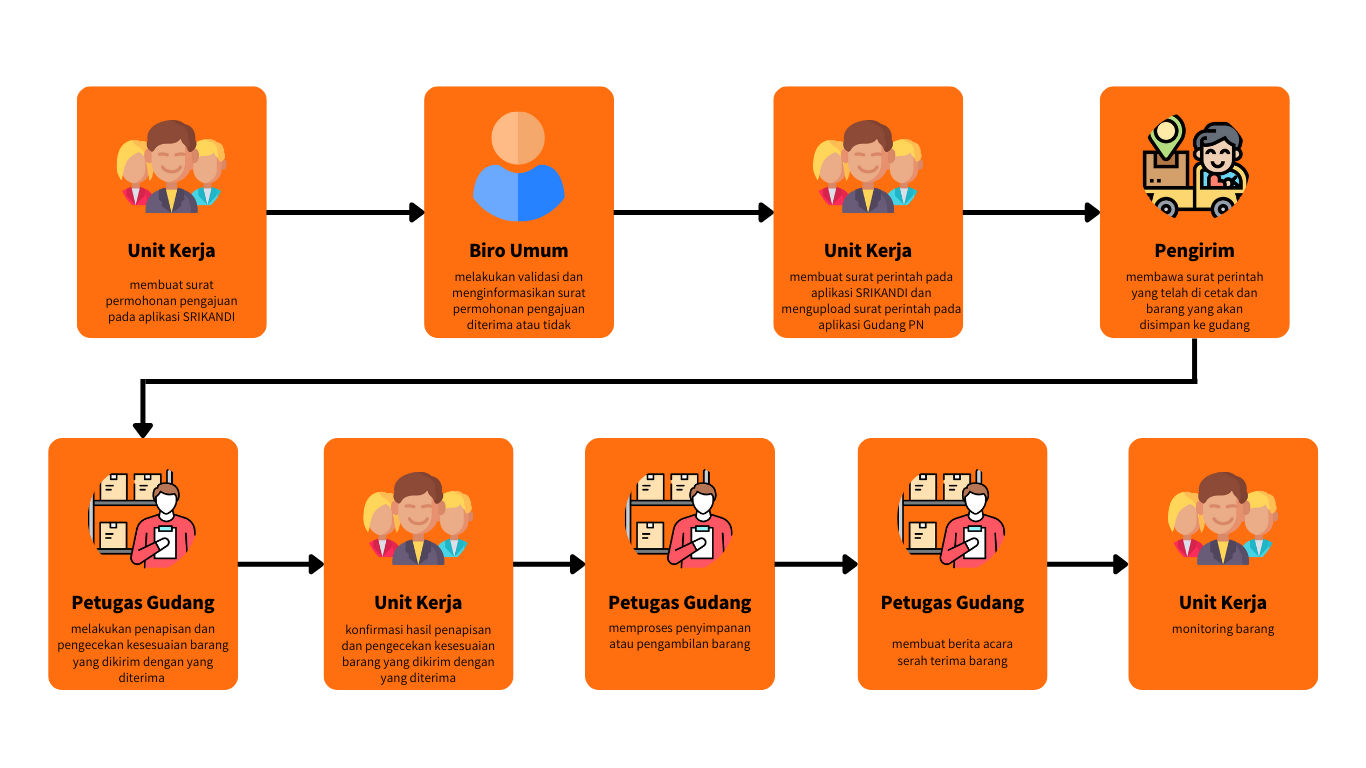 Unit Kerja
membuat surat
permohonan pengajuan
pada aplikasi SRIKANDI
Biro Umum
melakukan validasi dan
menginformasikan surat
permohonan pengajuan
diterima atau tidak
Unit Kerja
membuat surat perintah pada
aplikasi SRIKANDI dan
mengupload surat perintah pada
aplikasi Gudang PN
Pengirim
membawa surat perintah
yang telah di cetak dan
barang yang akan
disimpan ke gudang
Petugas Gudang
melakukan penapisan dan
pengecekan kesesuaian barang
yang dikirim dengan yang
diterima
Unit Kerja
konfirmasi hasil penapisan
dan pengecekan kesesuaian
barang yang dikirim dengan
yang diterima
Petugas Gudang
memproses penyimpanan
atau pengambilan barang
Petugas Gudang
membuat berita acara
serah terima barang
Unit Kerja
monitoring barang